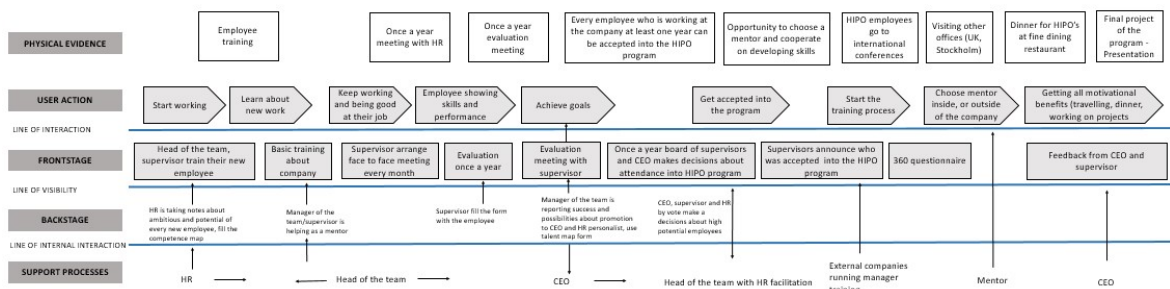 PHYSICAL EVIDENCE
Employee
training
Once a year
meeting with HR
Once a year
evaluation
meeting
Every employee who is working at
the company at least one year can
be accepted into the HIPO
program
Opportunity to choose a
mentor and cooperate
on developing skills
HIPO employees
go to
international
conferences
Visiting other
offices (UK,
Stockholm)
Dinner for HIPO's
at fine dining
restaurant
Final project
of the
program -
Presentation
USER ACTION
Start working
Learn about
new work
Keep working
and being good
at their job
Employee showing
skills and
performance
Achieve goals
Get accepted into
the program
Start the
training process
Choose mentor
inside, or outside
of the company
Getting all motivational
benefits (travelling, dinner,
working on projects
LINE OF INTERACTION
FRONTSTAGE
Head of the team,
supervisor train their new
employee
Basic training
about
company
Supervisor arrange
face to face meeting
every month
Evaluation
once a year
Evaluation
meeting with
supervisor
Once a year board of supervisors
and CEO makes decisions about
attendance into HIPO program
Supervisors announce who
was accepted into the HIPO
program
360 questionnaire
Feedback from CEO and
supervisor
LINE OF VISIBILITY
BACKSTAGE
HR is taking notes about
ambitious and potential of
every new employee, fill the
competence map
Manager of the
team/supervisor is
helping as a mentor
Supervisor fill the form
with the employee
Manager of the team is
reporting success and
possibilities about promotion
to CEO and HR personalist, use
talent map form
CEO, supervisor and HR
by vote make a
decisions about high
potential employees
LINE OF INTERNAL INTERACTION
SUPPORT PROCESSES
HR
Head of the team
CEO
Head of the team with HR facilitation
External companies
running manager
training
Mentor
CEO